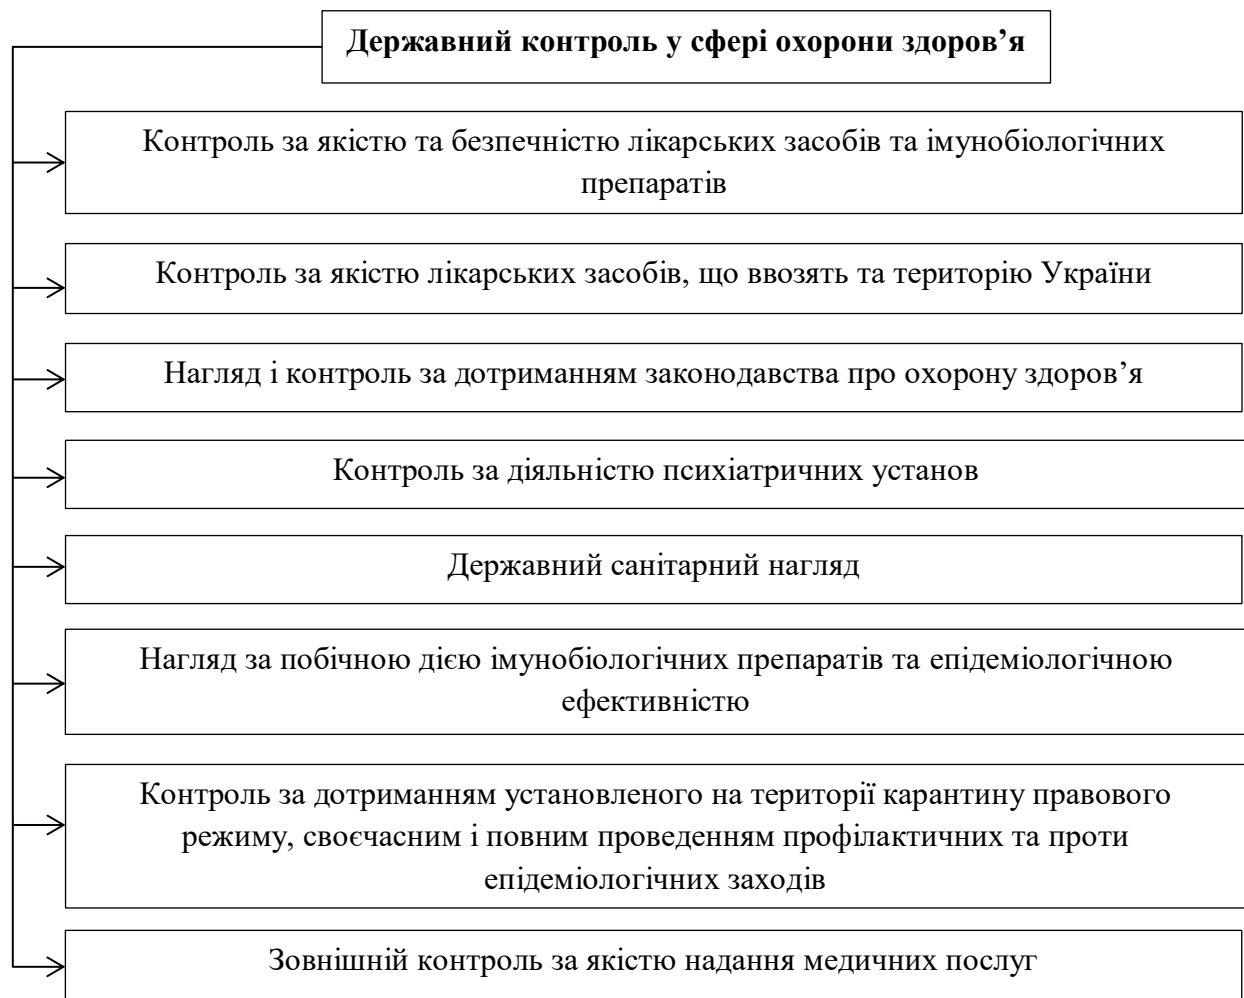 Державний контроль у сфері охорони здоров’я
Контроль за якістю та безпечністю лікарських засобів та імунобіологічних
препаратів
Контроль за якістю лікарських засобів, що ввозять та територію України
Нагляд і контроль за дотриманням законодавства про охорону здоров’я
Контроль за діяльністю психіатричних установ
Державний санітарний нагляд
Нагляд за побічною дією імунобіологічних препаратів та епідеміологічною
ефективністю
Контроль за дотриманням установленого на території карантину правового
режиму, своєчасним і повним проведенням профілактичних та проти
епідеміологічних заходів
Зовнішній контроль за якістю надання медичних послуг